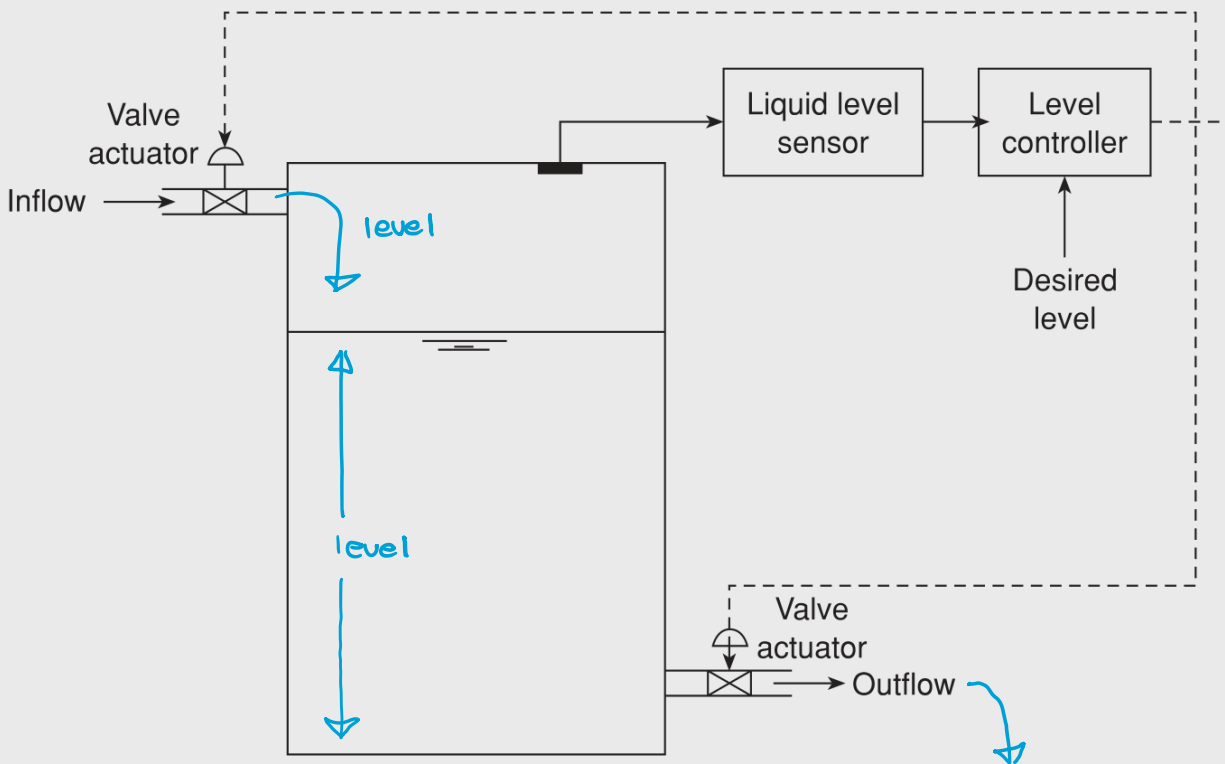 Valve
actuator
Liquid level
sensor
Level
controller
Inflow
level
Desired
level
level
Valve
actuator
Outflow